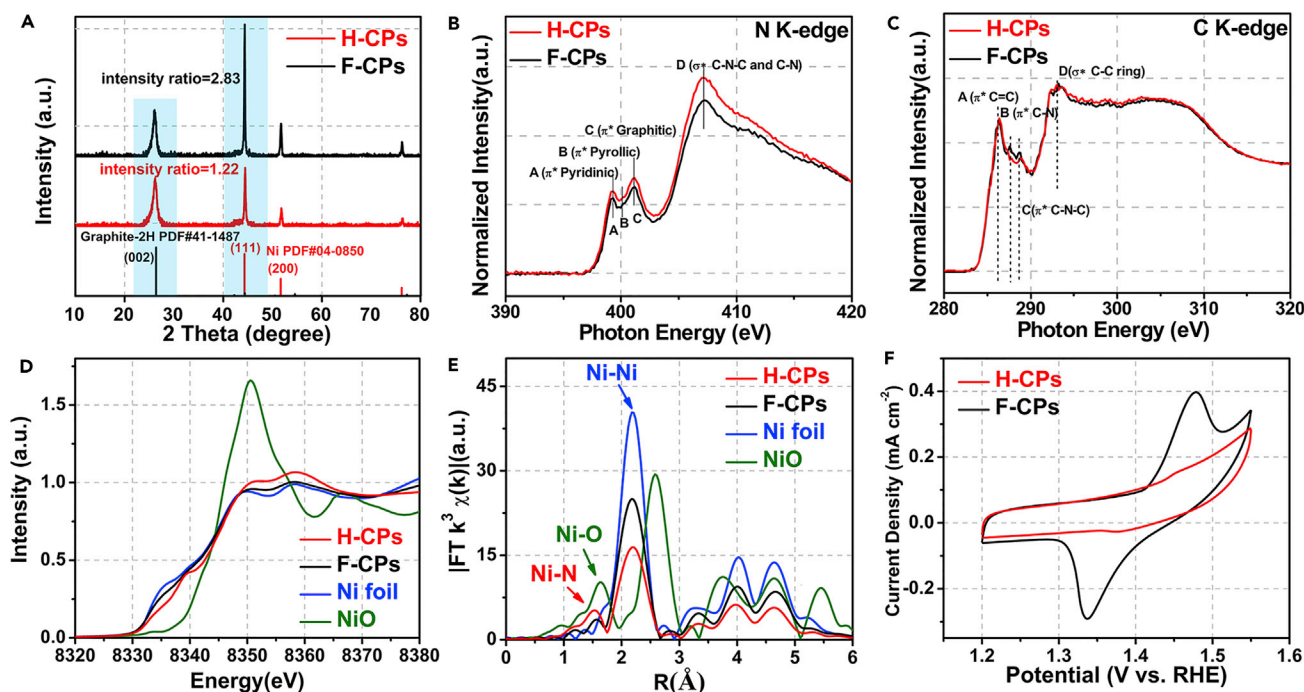 A
H-CPs
F-CPs
intensity ratio=2.83
intensity ratio=1.22
Graphite-2H PDF#41-1487
(002)
(111)
Ni PDF#04-0850
(200)
Intensity (a.u.)
10 20 30 40 50 60 70 80
2 Theta (degree)
B
H-CPs
F-CPs
N K-edge
D (σ* C-N-C and C-N)
C (π* Graphitic)
B (π* Pyrollic)
A (π* Pyridinic)
A
B
C
Normalized Intensity(a.u.)
390 400 410 420
Photon Energy (eV)
C
H-CPs
F-CPs
C K-edge
D(σ* C-C ring)
A (π* C=C)
B (π* C-N)
C(π* C-N-C)
Normalized Intensity(a.u.)
280 290 300 310 320
Photon Energy (eV)
D
1.5
1.0
0.5
0.0
Intensity (a.u.)
H-CPs
F-CPs
Ni foil
NiO
8320 8330 8340 8350 8360 8370 8380
Energy(eV)
E
45
30
15
0
|FT k³ χ(k)|(a.u.)
Ni-Ni
Ni-O
Ni-N
H-CPs
F-CPs
Ni foil
NiO
0 1 2 3 4 5 6
R(Å)
F
H-CPs
F-CPs
0.4
0.2
0.0
-0.2
Current Density (mA cm⁻²)
1.2 1.3 1.4 1.5 1.6
Potential (V vs. RHE)